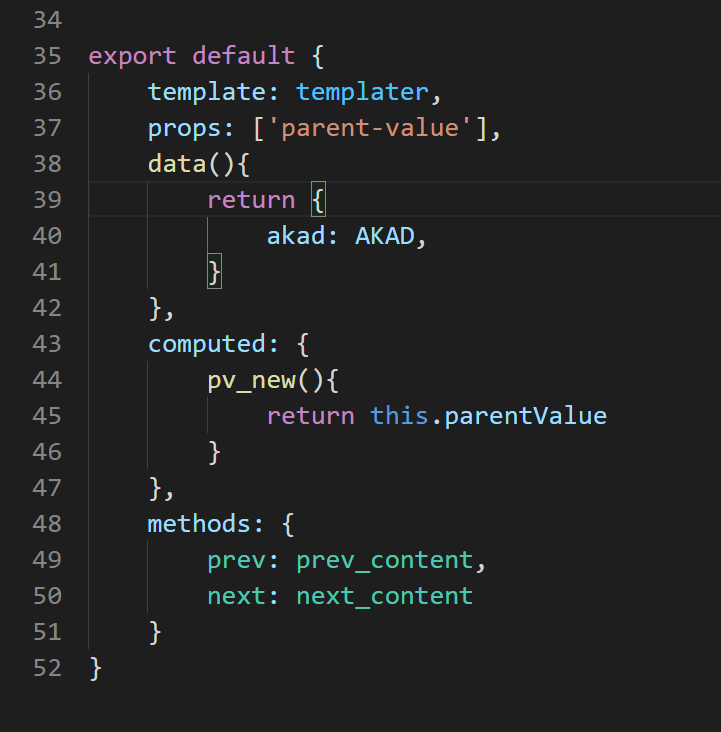 34
35 export default {
36     template: templater,
37     props: ['parent-value'],
38     data(){
39         return {
40             akad: AKAD,
41         }
42     },
43     computed: {
44         pv_new(){
45             return this.parentValue
46         }
47     },
48     methods: {
49         prev: prev_content,
50         next: next_content
51     }
52 }